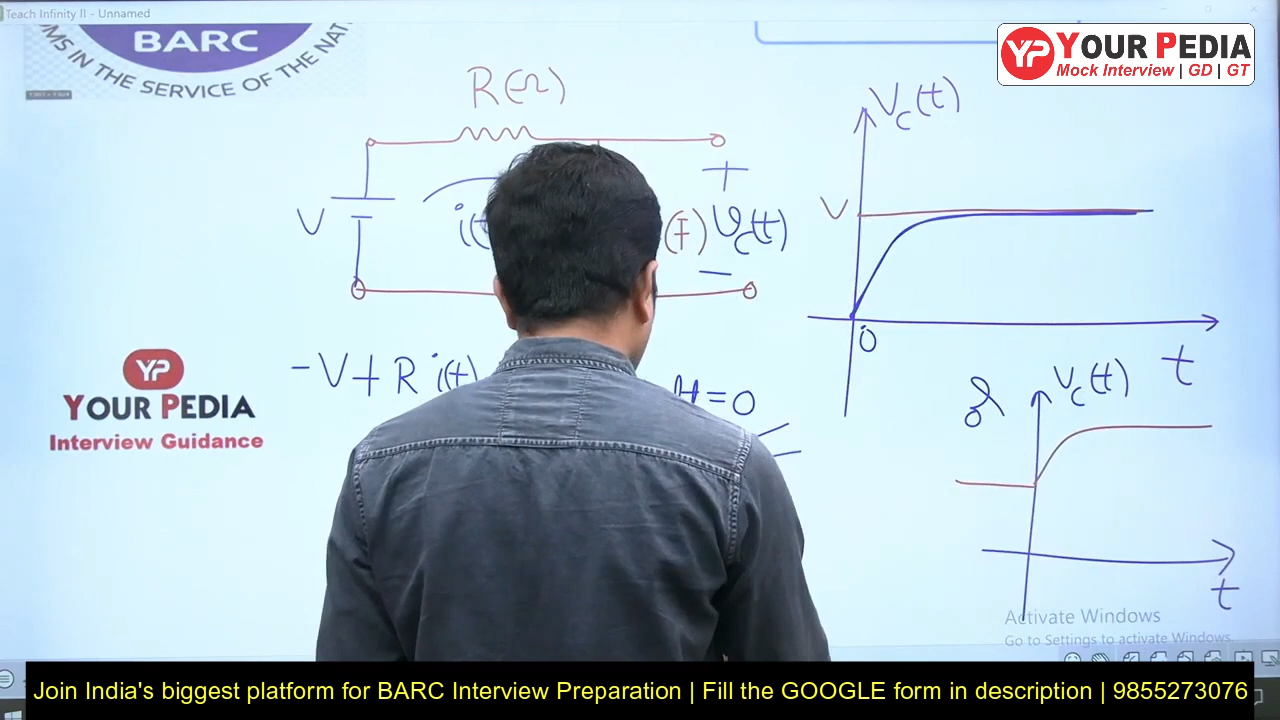 Teach Infinity II - Unnamed
BARC
IN THE SERVICE OF THE
YP YOUR PEDIA
Mock Interview | GD | GT
R(Ω)
V
i(t
(F)
+
Vc(t)
-
Vc(t)
V
0
t
-V + R i(t)
= 0
or
Vc(t)
t
YP
YOUR PEDIA
Interview Guidance
Activate Windows
Go to Settings to activate Windows.
Join India's biggest platform for BARC Interview Preparation | Fill the GOOGLE form in description | 9855273076